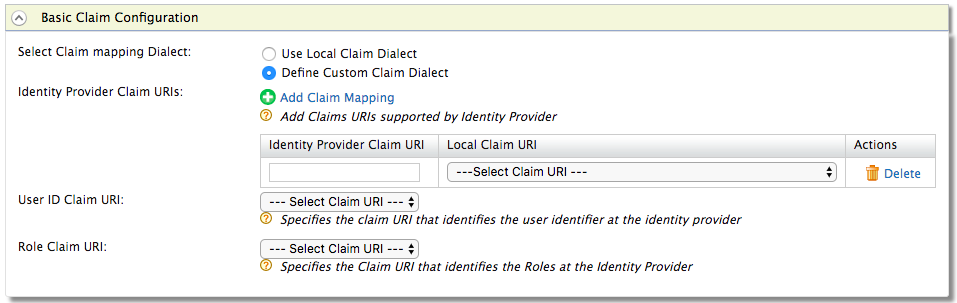 Basic Claim Configuration
Select Claim mapping Dialect:
Use Local Claim Dialect
Define Custom Claim Dialect
Identity Provider Claim URIs:
Add Claim Mapping
Add Claims URIs supported by Identity Provider
Identity Provider Claim URI Local Claim URI Actions
---Select Claim URI --- Delete
User ID Claim URI: --- Select Claim URI ---
Specifies the claim URI that identifies the user identifier at the identity provider
Role Claim URI: --- Select Claim URI ---
Specifies the Claim URI that identifies the Roles at the Identity Provider